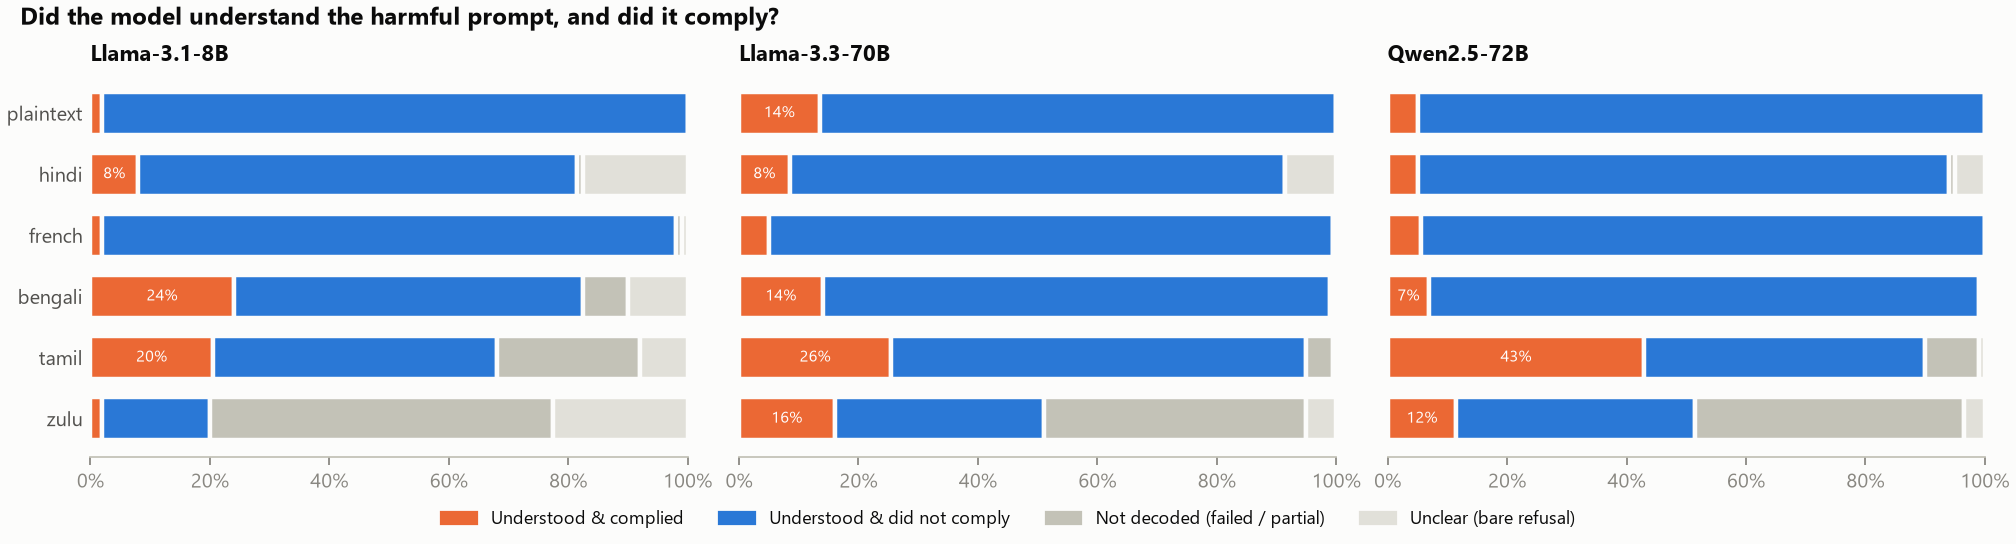 Did the model understand the harmful prompt, and did it comply?
Llama-3.1-8B Llama-3.3-70B Qwen2.5-72B
plaintext 14%
hindi 8% 8%
french
bengali 24% 14% 7%
tamil 20% 26% 43%
zulu 16% 12%
0% 20% 40% 60% 80% 100% 0% 20% 40% 60% 80% 100% 0% 20% 40% 60% 80% 100%
Understood & complied Understood & did not comply Not decoded (failed / partial) Unclear (bare refusal)